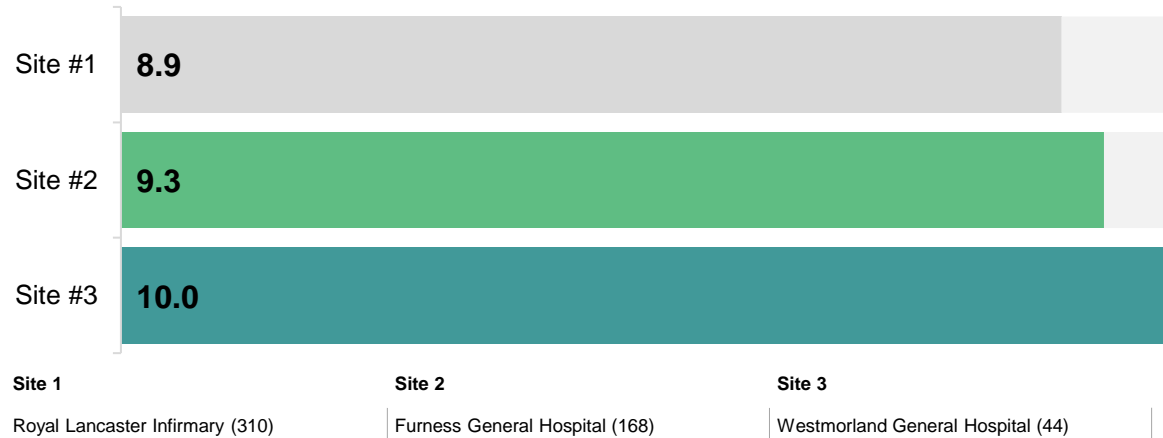 Site #1 8.9
Site #2 9.3
Site #3 10.0
Site 1 Site 2 Site 3
Royal Lancaster Infirmary (310) Furness General Hospital (168) Westmorland General Hospital (44)